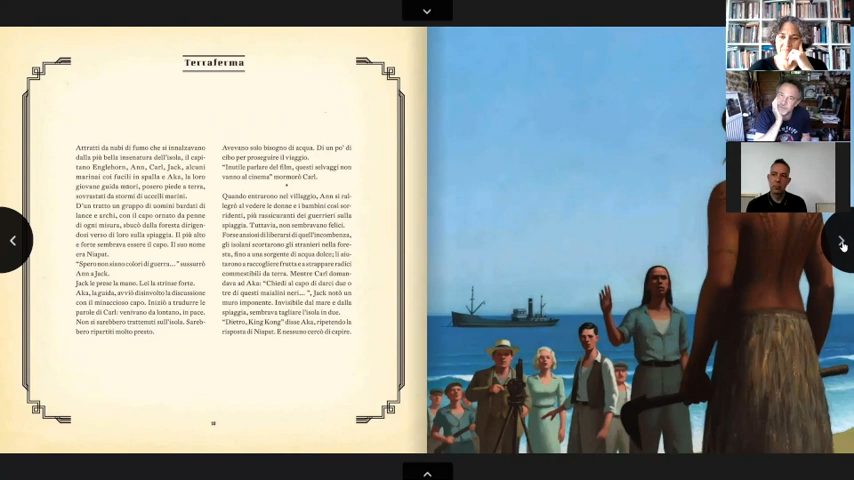 Terraferma
Attratti da nubi di fumo che si innalzavano
dalla più bella insenatura dell'isola, il capi-
tano Englehorn, Ann, Carl, Jack, alcuni
marinai coi fucili in spalla e Aka, la loro
giovane guida māori, posero piede a terra,
sovrastati da stormi di uccelli marini.
D'un tratto un gruppo di uomini bardati di
lance e archi, con il capo ornato da penne
di ogni misura, sbucò dalla foresta dirigen-
dosi verso di loro sulla spiaggia. Il più alto
e forte sembrava essere il capo. Il suo nome
era Niapat.
"Spero non siano colori di guerra..." sussurrò
Ann a Jack.
Jack le prese la mano. Lei la strinse forte.
Aka, la guida, avviò disinvolto la discussione
con il minaccioso capo. Iniziò a tradurre le
parole di Carl: venivano da lontano, in pace.
Non si sarebbero trattenuti sull'isola. Sareb-
bero ripartiti molto presto.
Avevano solo bisogno di acqua. Di un po' di
cibo per proseguire il viaggio.
"Inutile parlare del film, questi selvaggi non
vanno al cinema" mormorò Carl.
*
Quando entrarono nel villaggio, Ann si ral-
legrò al vedere le donne e i bambini così sor-
ridenti, più rassicuranti dei guerrieri sulla
spiaggia. Tuttavia, non sembravano felici.
Forse ansiosi di liberarsi di quell'incombenza,
gli isolani scortarono gli stranieri nella fore-
sta, fino a una sorgente di acqua dolce; li aiu-
tarono a raccogliere frutta e a strappare radici
commestibili da terra. Mentre Carl doman-
dava ad Aka: "Chiedi al capo di darci due o
tre di questi maialini neri...", Jack notò un
muro imponente. Invisibile dal mare e dalla
spiaggia, sembrava tagliare l'isola in due.
"Dietro, King Kong" disse Aka, ripetendo la
risposta di Niapat. E nessuno cercò di capire.